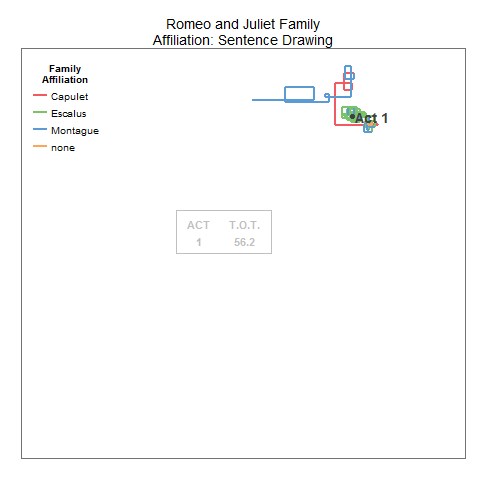 Romeo and Juliet Family
Affiliation: Sentence Drawing
Family
Affiliation
Capulet
Escalus
Montague
none
Act 1
ACT T.O.T.
1 56.2